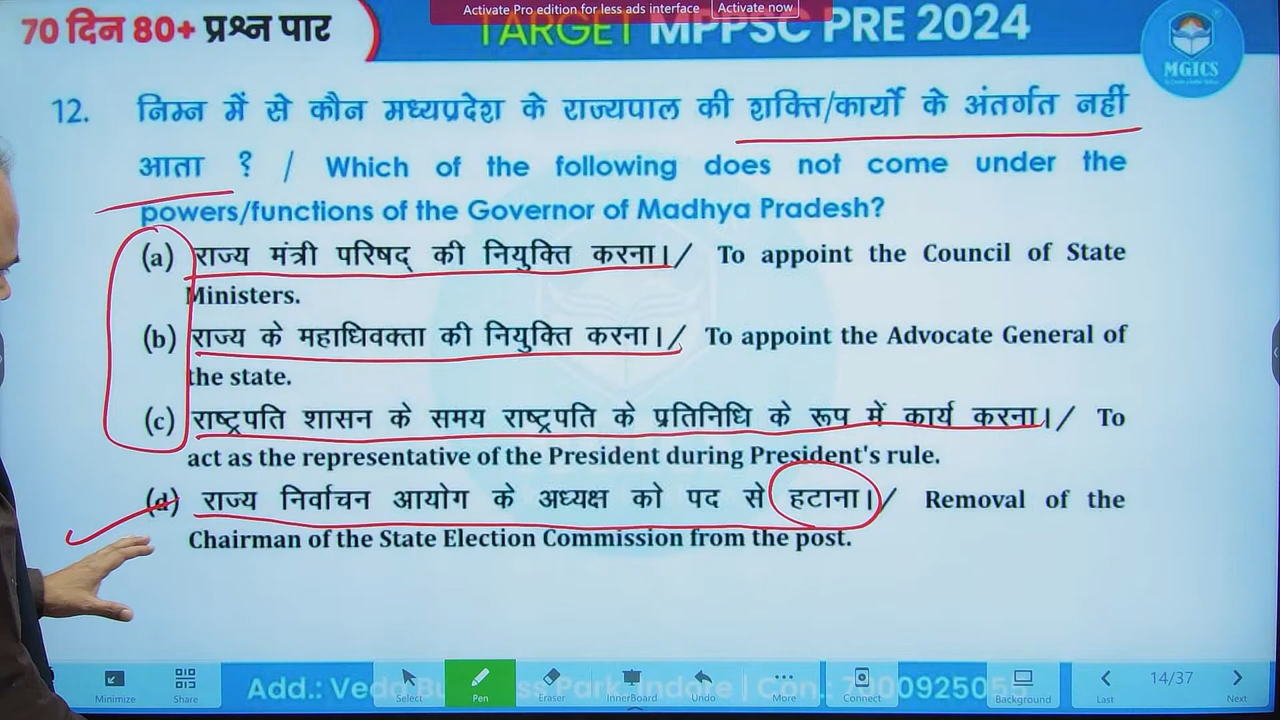 Activate Pro edition for less ads interface Activate now
70 दिन 80+ प्रश्न पार
TARGET MPPSC PRE 2024
MGICS
12. निम्न में से कौन मध्यप्रदेश के राज्यपाल की शक्ति/कार्यो के अंतर्गत नहीं
आता ? / Which of the following does not come under the
powers/functions of the Governor of Madhya Pradesh?
(a) राज्य मंत्री परिषद् की नियुक्ति करना।/ To appoint the Council of State
Ministers.
(b) राज्य के महाधिवक्ता की नियुक्ति करना।/ To appoint the Advocate General of
the state.
(c) राष्ट्रपति शासन के समय राष्ट्रपति के प्रतिनिधि के रूप में कार्य करना।/ To
act as the representative of the President during President's rule.
(d) राज्य निर्वाचन आयोग के अध्यक्ष को पद से हटाना।/ Removal of the
Chairman of the State Election Commission from the post.
Add.:
Minimize Share Select Pen Eraser InnerBoard Undo More Connect Background Last 14/37 Next